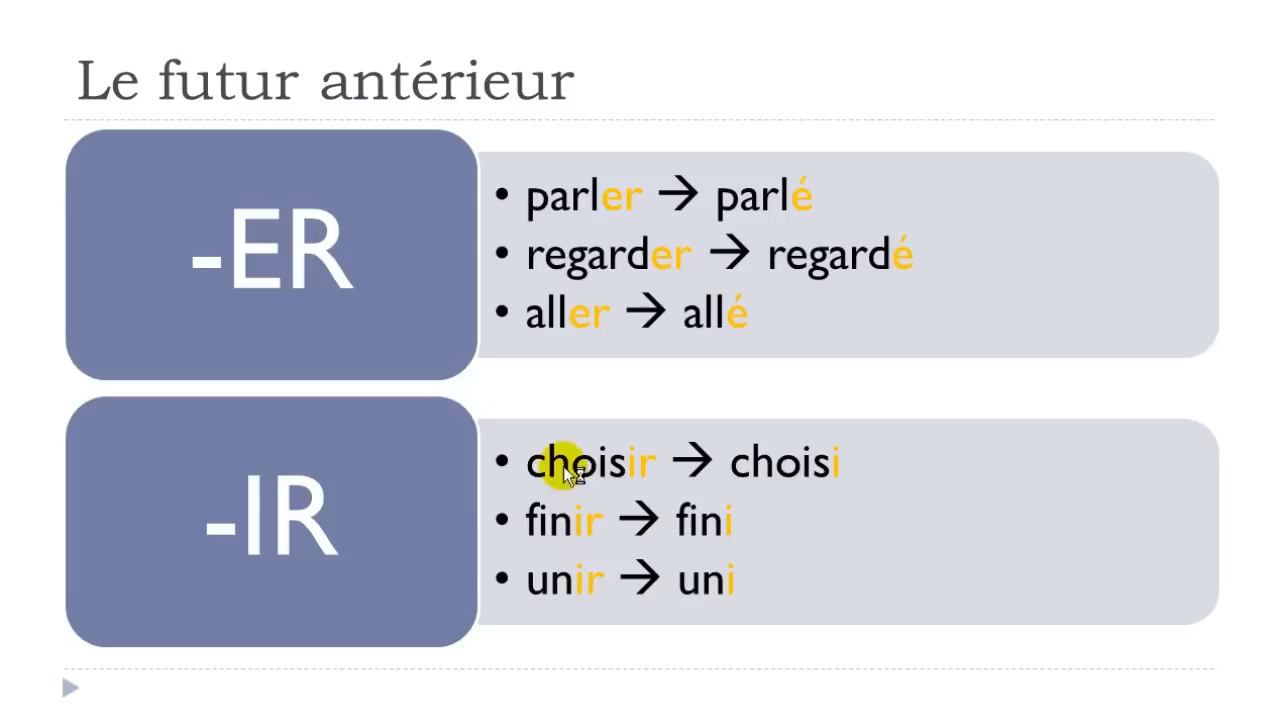 Le futur antérieur
-ER
• parler → parlé
• regarder → regardé
• aller → allé
-IR
• choisir → choisi
• finir → fini
• unir → uni